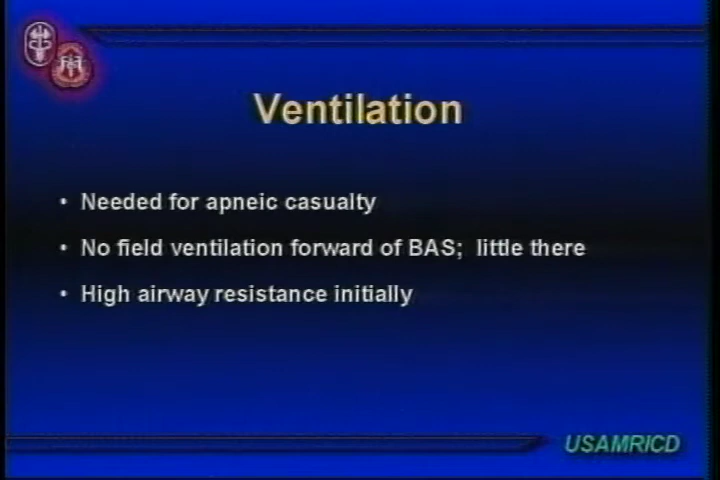 Ventilation
• Needed for apneic casualty
• No field ventilation forward of BAS; little there
• High airway resistance initially
USAMRICD